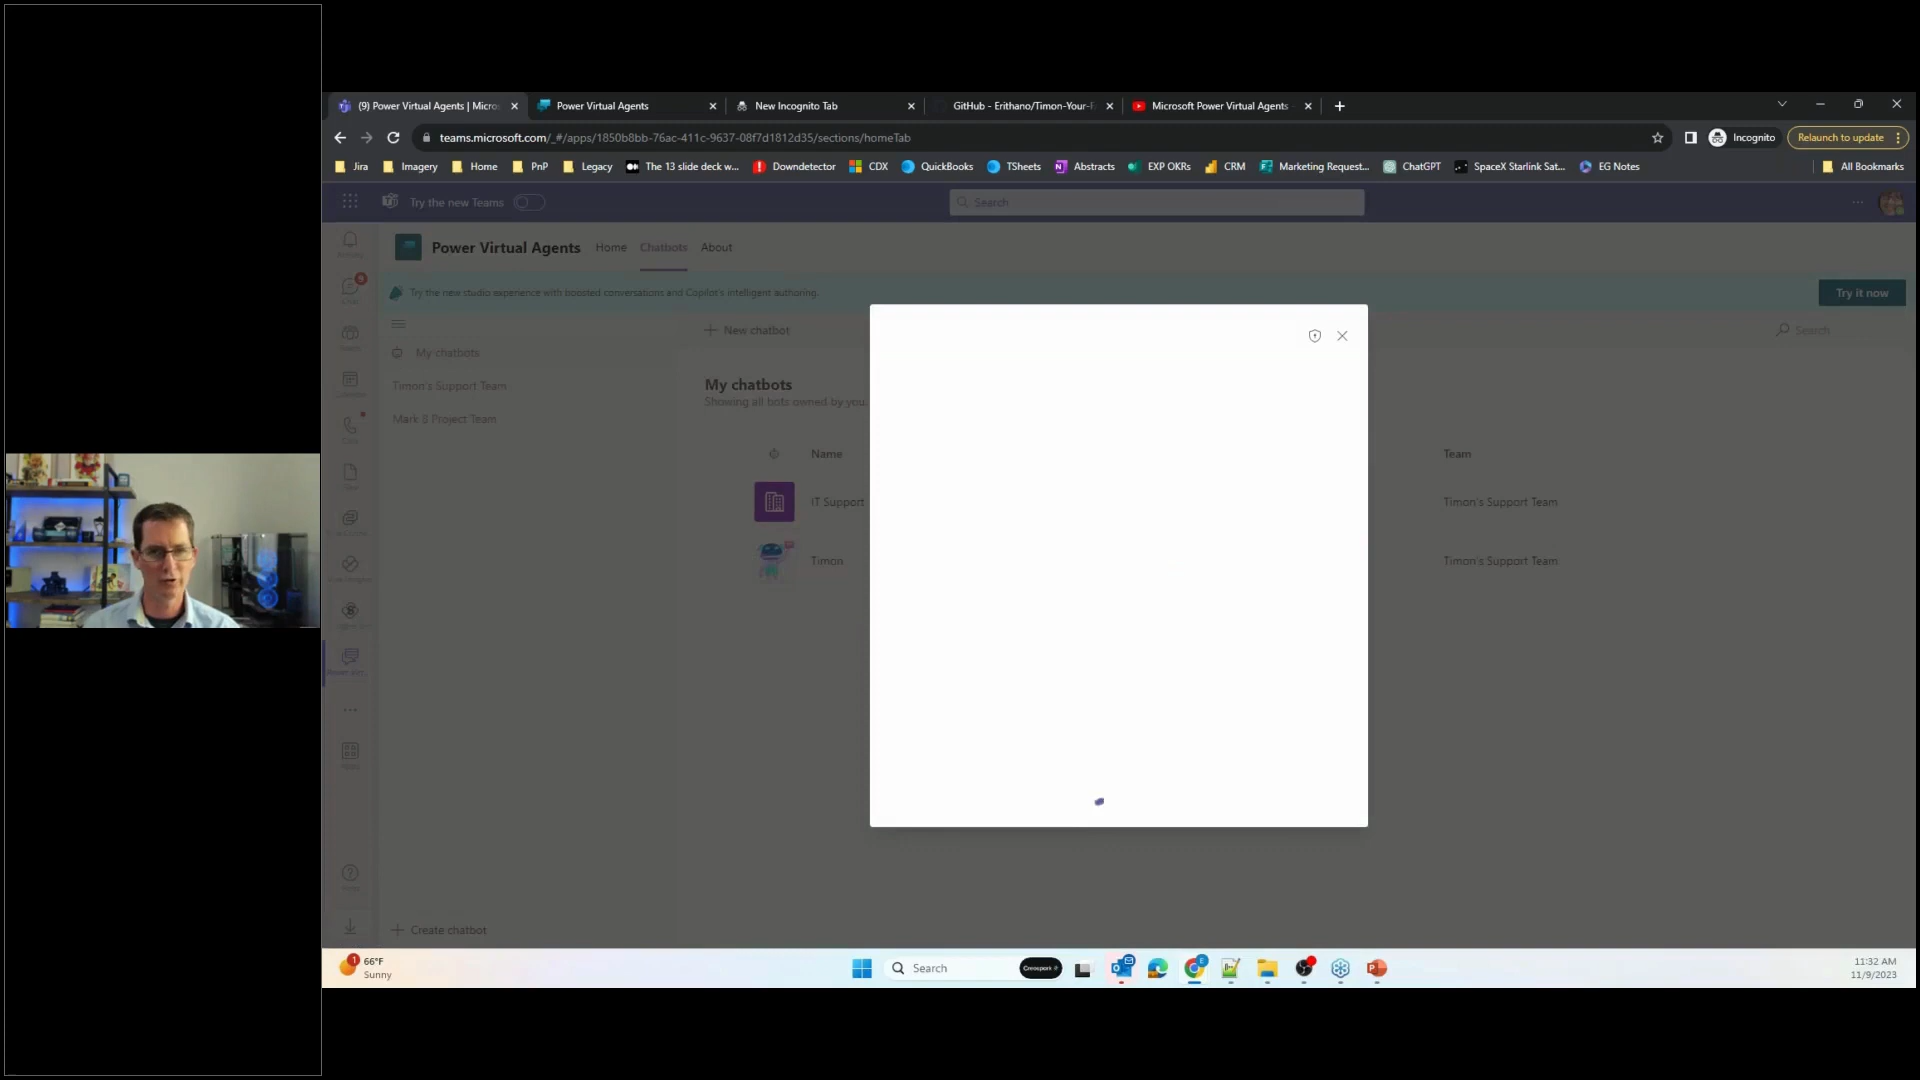 (9) Power Virtual Agents | Micros
Power Virtual Agents
New Incognito Tab
GitHub - Erithano/Timon-Your-F
Microsoft Power Virtual Agents -
teams.microsoft.com/_#/apps/1850b8bb-76ac-411c-9637-08f7d1812d35/sections/homeTab
Incognito
Relaunch to update
Jira
Imagery
Home
PnP
Legacy
The 13 slide deck w...
Downdetector
CDX
QuickBooks
TSheets
Abstracts
EXP OKRs
CRM
Marketing Request...
ChatGPT
SpaceX Starlink Sat...
EG Notes
All Bookmarks
Try the new Teams
Search
Power Virtual Agents
Home
Chatbots
About
Try the new studio experience with boosted conversations and Copilot's intelligent authoring.
Try it now
New chatbot
Search
My chatbots
Timon's Support Team
Mark 8 Project Team
My chatbots
Showing all bots owned by you.
Name
Team
IT Support
Timon's Support Team
Timon
Timon's Support Team
Create chatbot
66°F
Sunny
Search
11:32 AM
11/9/2023